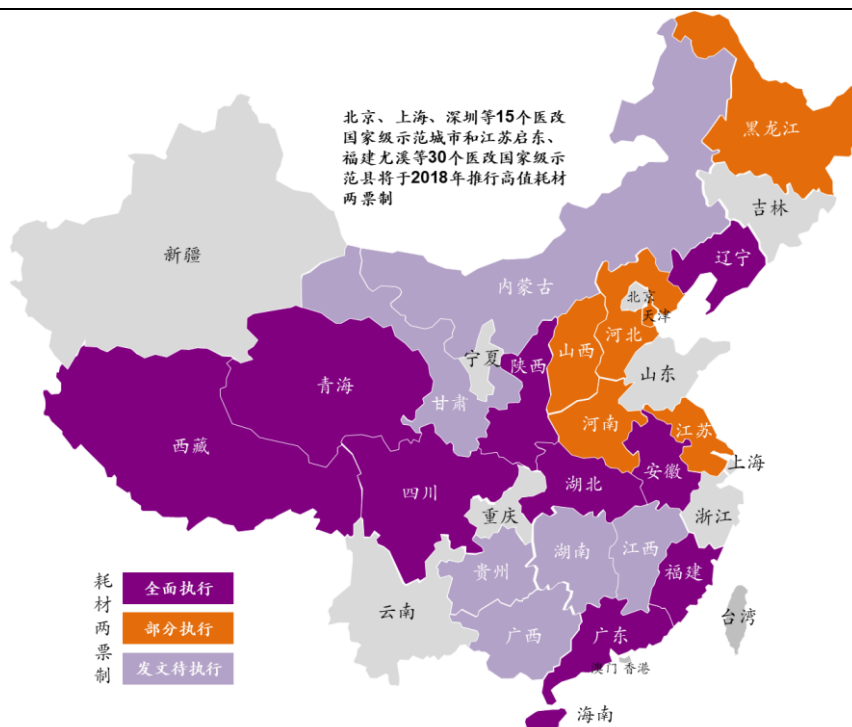 北京、上海、深圳等15个医改
国家级示范城市和江苏启东、
福建尤溪等30个医改国家级示
范县将于2018年推行高值耗材
两票制
黑龙江
吉林
辽宁
新疆
内蒙古
北京
天津
河北
山西
宁夏
陕西
山东
青海
甘肃
河南
江苏
西藏
安徽
上海
四川
湖北
重庆
浙江
湖南
江西
贵州
福建
云南
台湾
广西
广东
澳门 香港
海南
耗材两票制
全面执行
部分执行
发文待执行